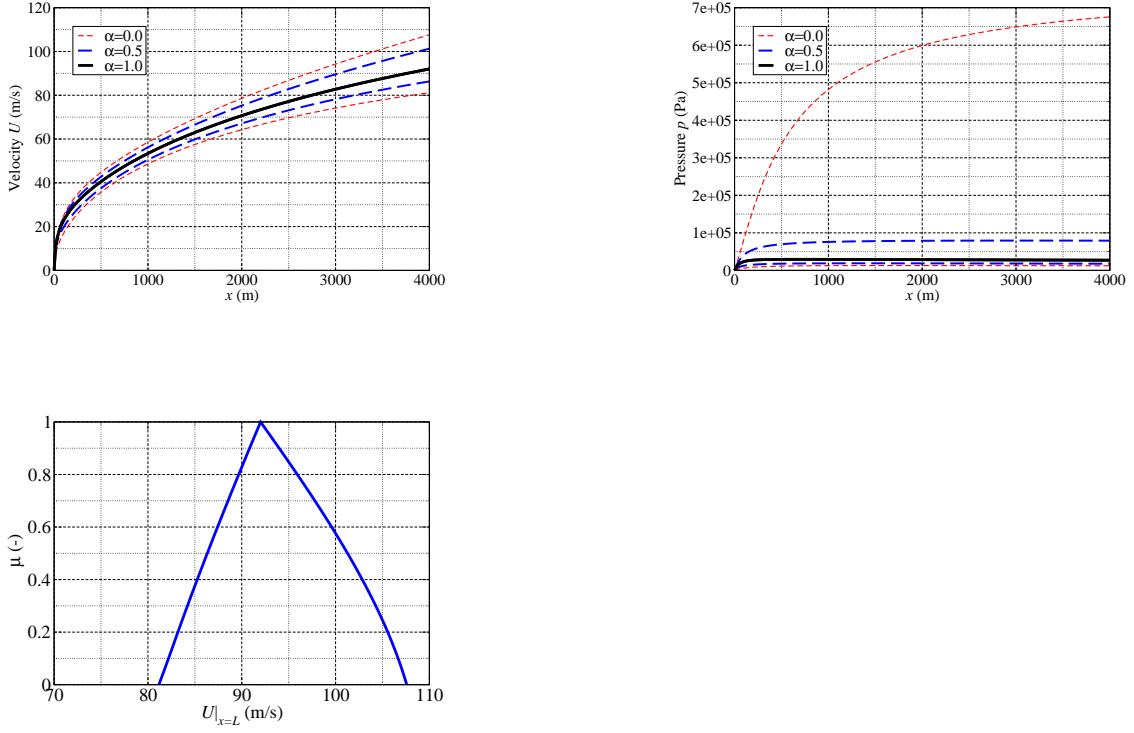 120
100
80
60
40
20
0
Velocity U (m/s)
α=0.0
α=0.5
α=1.0
0 1000 2000 3000 4000
x (m)
7e+05
6e+05
5e+05
4e+05
3e+05
2e+05
1e+05
0
Pressure p (Pa)
α=0.0
α=0.5
α=1.0
0 1000 2000 3000 4000
x (m)
1
0.8
0.6
0.4
0.2
0
μ (-)
70 80 90 100 110
U|x=L (m/s)